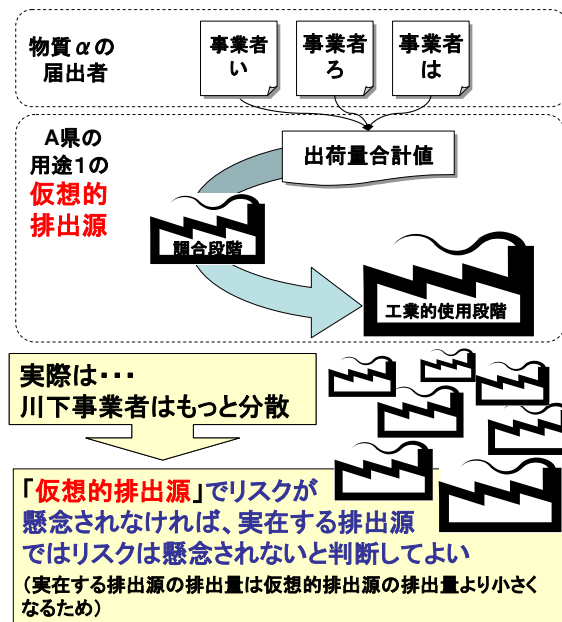 物質αの
届出者
事業者
い
事業者
ろ
事業者
は
A県の
用途1の
仮想的
排出源
出荷量合計値
調合段階
工業的使用段階
実際は・・・
川下事業者はもっと分散
「仮想的排出源」でリスクが
懸念されなければ、実在する排出源
ではリスクは懸念されないと判断してよい
（実在する排出源の排出量は仮想的排出源の排出量より小さく
なるため）